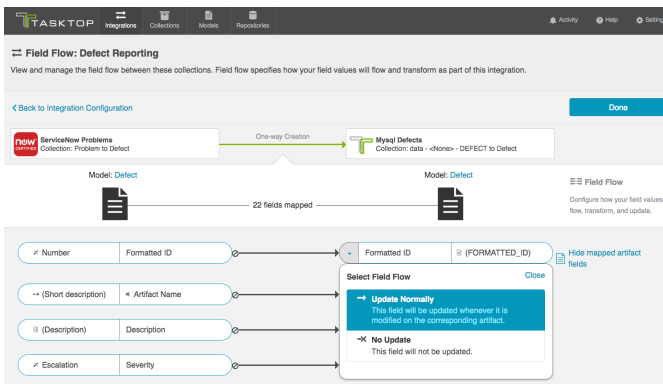 TASKTOP
Integrations
Collections
Models
Repositories
Activity
Help
Setting
Field Flow: Defect Reporting
View and manage the field flow between these collections. Field flow specifies how your field values will flow and transform as part of this integration.
Back to Integration Configuration
Done
now
CERTIFIED
ServiceNow Problems
Collection: Problem to Defect
One-way Creation
Mysql Defects
Collection: data - <None> - DEFECT to Defect
Model: Defect
22 fields mapped
Model: Defect
Field Flow
Configure how your field values
flow, transform, and update.
Number
Formatted ID
Formatted ID
(FORMATTED_ID)
Hide mapped artifact
fields
Select Field Flow
Close
(Short description)
* Artifact Name
Update Normally
This field will be updated whenever it is
modified on the corresponding artifact.
(Description)
Description
No Update
This field will not be updated.
Escalation
Severity